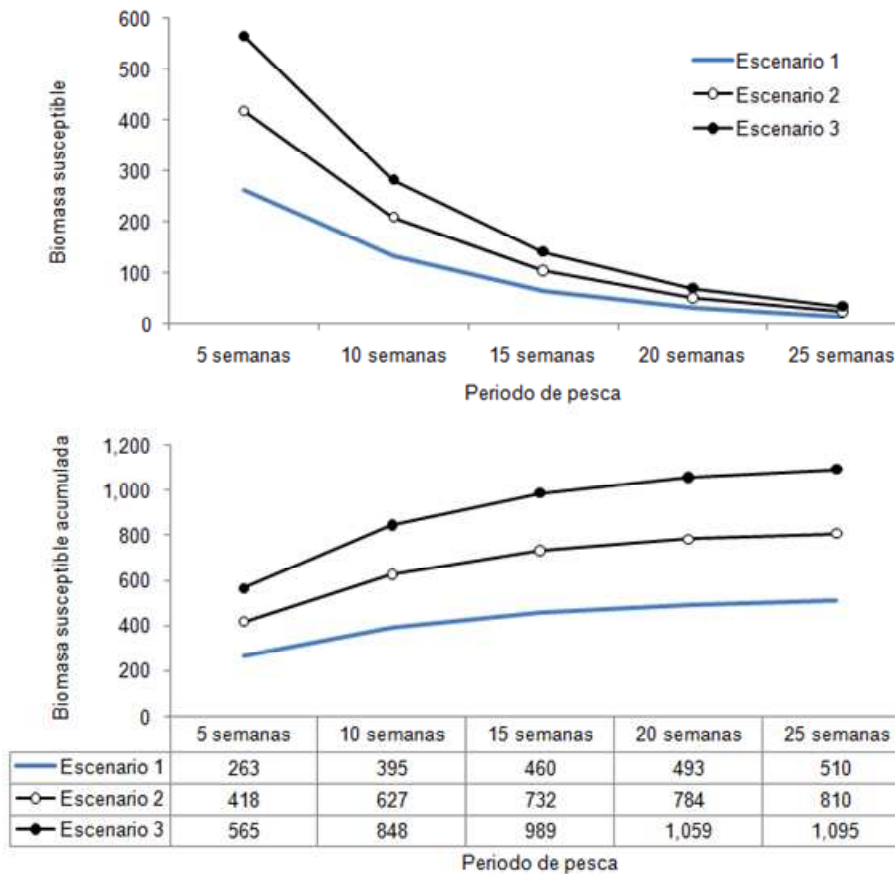 600
500
400
300
200
100
0
Biomasa susceptible
Escenario 1
Escenario 2
Escenario 3
5 semanas 10 semanas 15 semanas 20 semanas 25 semanas
Periodo de pesca
1,200
1,000
800
600
400
200
0
Biomasa susceptible acumulada
5 semanas 10 semanas 15 semanas 20 semanas 25 semanas
Escenario 1 263 395 460 493 510
Escenario 2 418 627 732 784 810
Escenario 3 565 848 989 1,059 1,095
Periodo de pesca